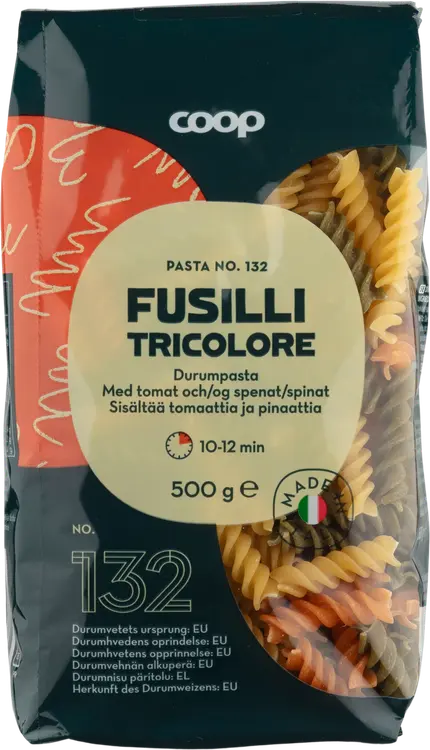 coop
PASTA NO. 132
FUSILLI
TRICOLORE
Durumpasta
Med tomat och/og spenat/spinat
Sisältää tomaattia ja pinaattia
10-12 min
500 g ℮
MADE IN
NO.
132
Durumvetets ursprung: EU
Durumhvedens oprindelse: EU
Durumhvetens opprinnelse: EU
Durumvehnän alkuperä: EU
Durumnisu päritolu: EL
Herkunft des Durumweizens: EU